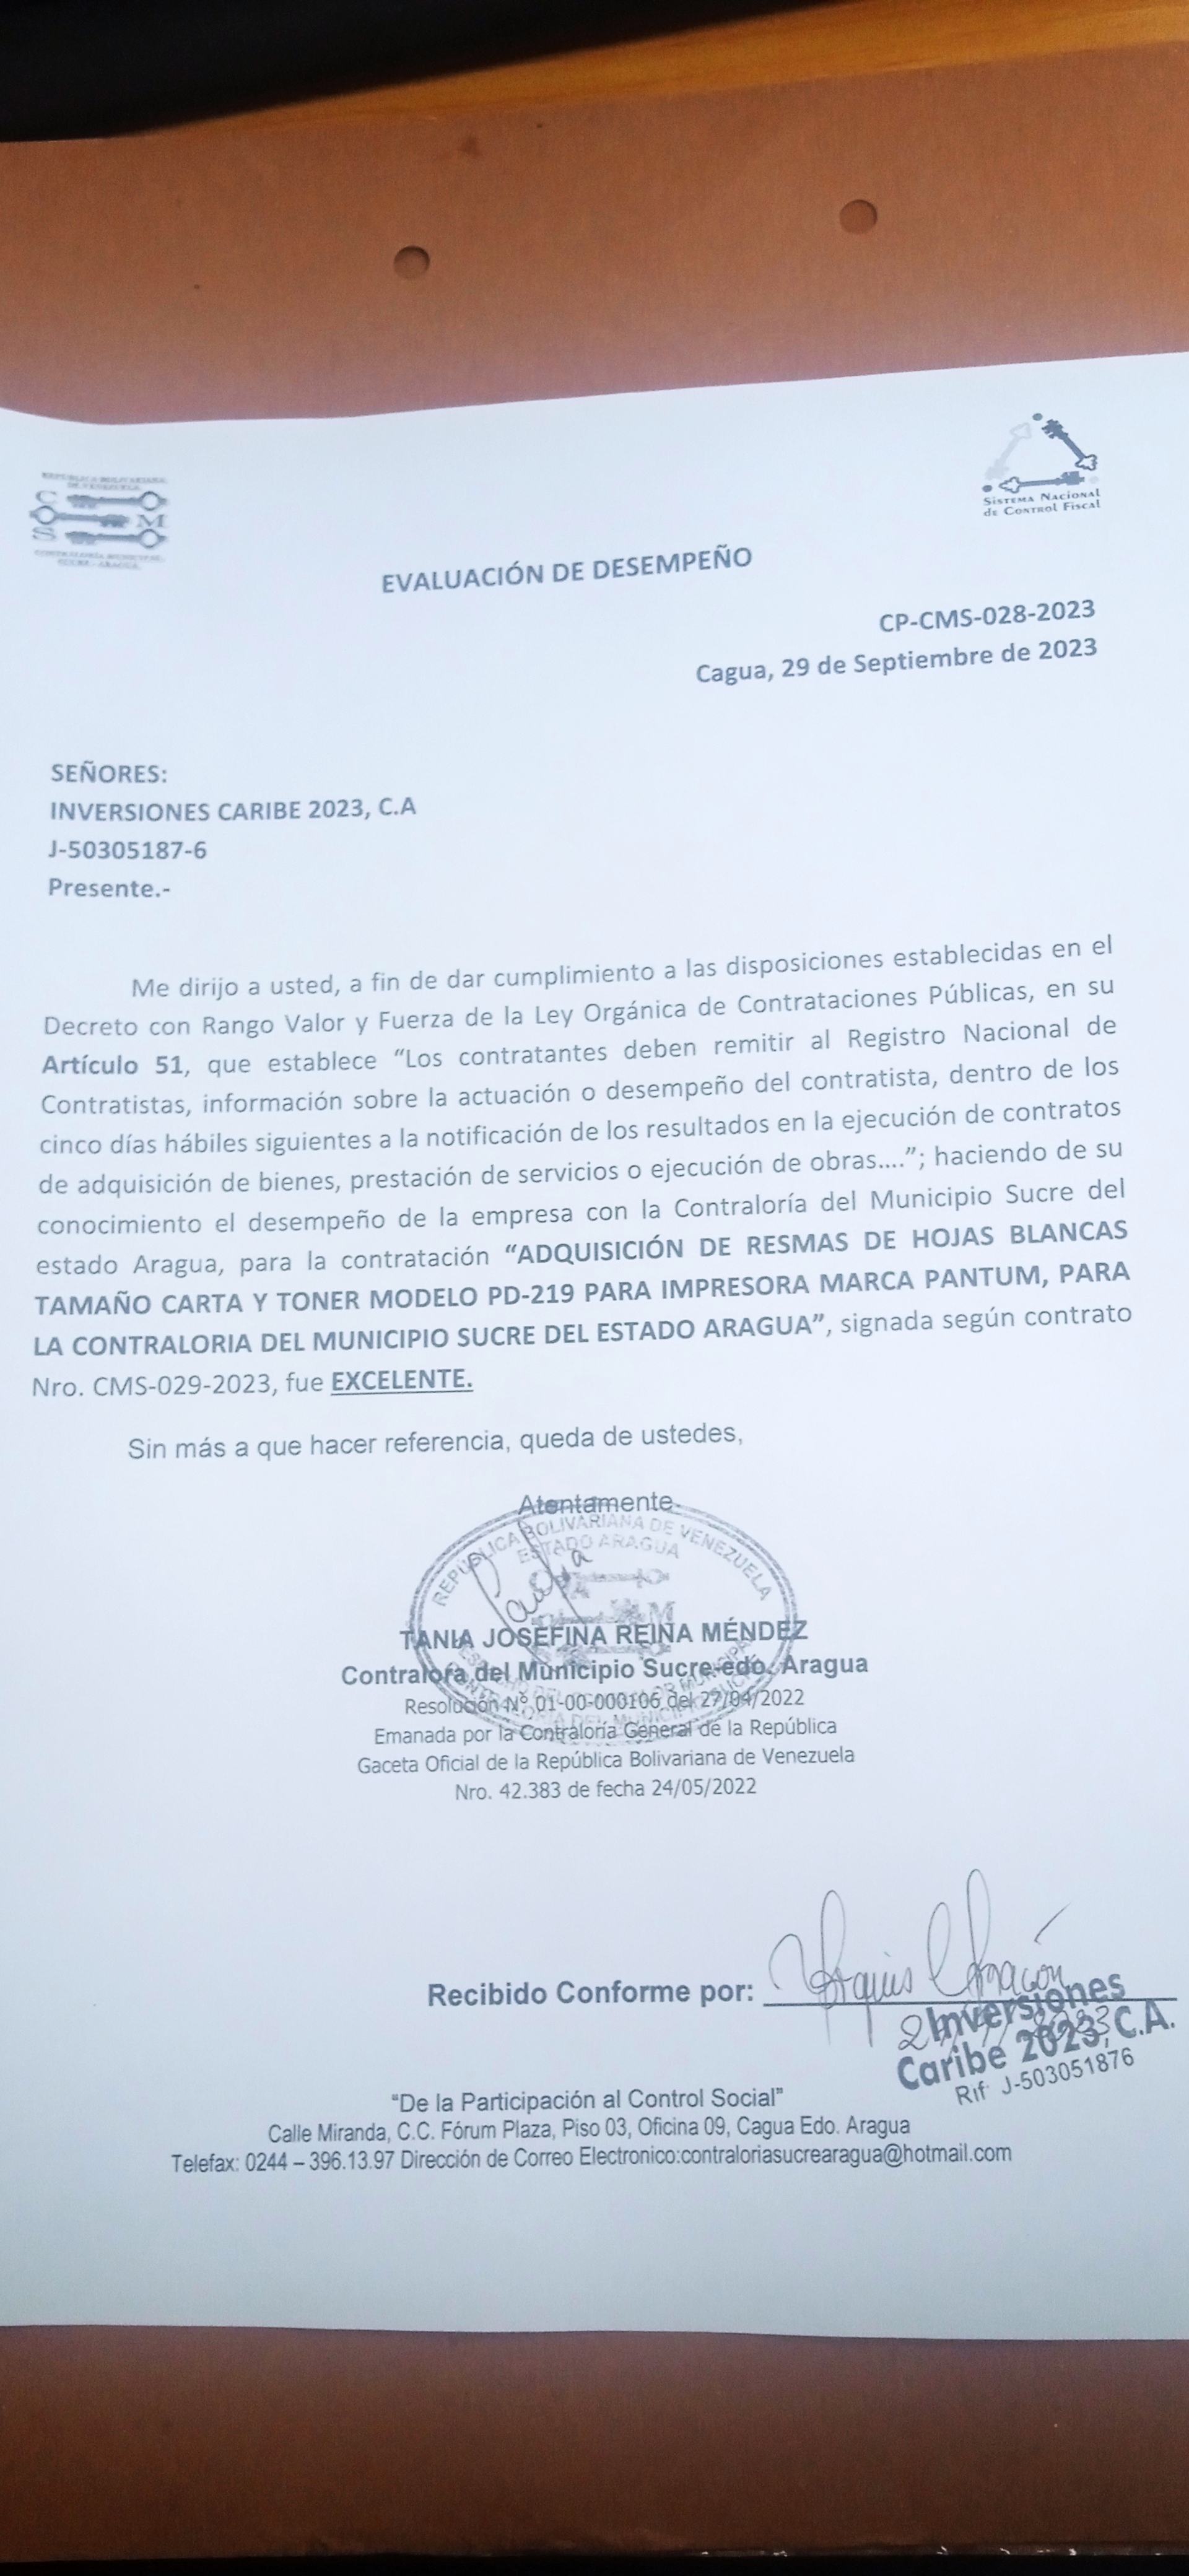 REPÚBLICA BOLIVARIANA
DE VENEZUELA
C
M
S
CONTRALORÍA MUNICIPAL
SUCRE - ARAGUA
SISTEMA NACIONAL
de CONTROL FISCAL
EVALUACIÓN DE DESEMPEÑO
CP-CMS-028-2023
Cagua, 29 de Septiembre de 2023
SEÑORES:
INVERSIONES CARIBE 2023, C.A
J-50305187-6
Presente.-
Me dirijo a usted, a fin de dar cumplimiento a las disposiciones establecidas en el
Decreto con Rango Valor y Fuerza de la Ley Orgánica de Contrataciones Públicas, en su
Artículo 51, que establece “Los contratantes deben remitir al Registro Nacional de
Contratistas, información sobre la actuación o desempeño del contratista, dentro de los
cinco días hábiles siguientes a la notificación de los resultados en la ejecución de contratos
de adquisición de bienes, prestación de servicios o ejecución de obras....”; haciendo de su
conocimiento el desempeño de la empresa con la Contraloría del Municipio Sucre del
estado Aragua, para la contratación “ADQUISICIÓN DE RESMAS DE HOJAS BLANCAS
TAMAÑO CARTA Y TONER MODELO PD-219 PARA IMPRESORA MARCA PANTUM, PARA
LA CONTRALORIA DEL MUNICIPIO SUCRE DEL ESTADO ARAGUA”, signada según contrato
Nro. CMS-029-2023, fue EXCELENTE.
Sin más a que hacer referencia, queda de ustedes,
Atentamente
REPÚBLICA BOLIVARIANA DE VENEZUELA
ESTADO ARAGUA
TANIA JOSEFINA REINA MÉNDEZ
Contralora del Municipio Sucre-edo. Aragua
Resolución Nº 01-00-000106 del 27/04/2022
Emanada por la Contraloría General de la República
Gaceta Oficial de la República Bolivariana de Venezuela
Nro. 42.383 de fecha 24/05/2022
Recibido Conforme por:
Inversiones
Caribe 2023, C.A.
Rif: J-503051876
“De la Participación al Control Social”
Calle Miranda, C.C. Fórum Plaza, Piso 03, Oficina 09, Cagua Edo. Aragua
Telefax: 0244 – 396.13.97 Dirección de Correo Electronico:contraloriasucrearagua@hotmail.com